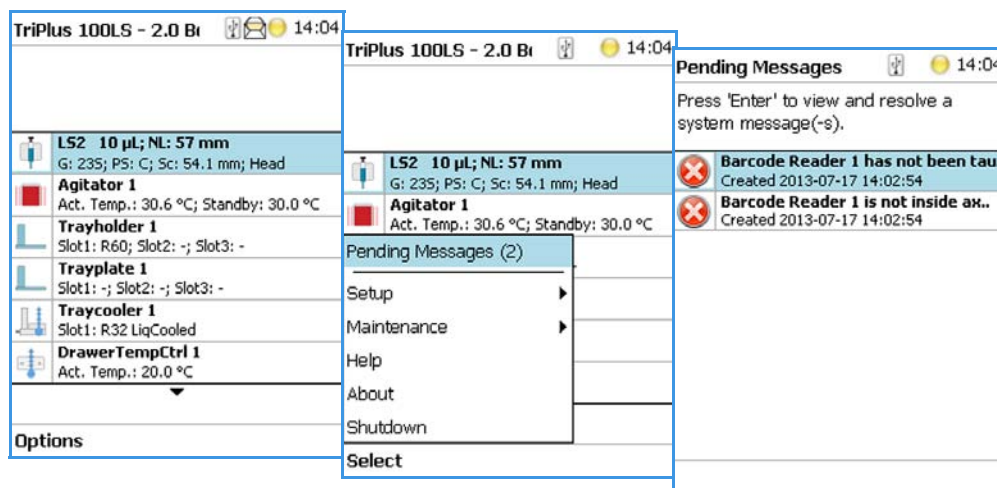 TriPlus 100LS - 2.0 B
14:04
LS2 10 µL; NL: 57 mm
G: 235; PS: C; Sc: 54.1 mm; Head
Agitator 1
Act. Temp.: 30.6 °C; Standby: 30.0 °C
Trayholder 1
Slot1: R60; Slot2: -; Slot3: -
Trayplate 1
Slot1: -; Slot2: -; Slot3: -
Traycooler 1
Slot1: R32 LiqCooled
DrawerTempCtrl 1
Act. Temp.: 20.0 °C
Options
TriPlus 100LS - 2.0 B
14:04
LS2 10 µL; NL: 57 mm
G: 235; PS: C; Sc: 54.1 mm; Head
Agitator 1
Act. Temp.: 30.6 °C; Standby: 30.0 °C
Pending Messages (2)
Setup
Maintenance
Help
About
Shutdown
Select
Pending Messages
14:04
Press 'Enter' to view and resolve a
system message(-s).
Barcode Reader 1 has not been tau
Created 2013-07-17 14:02:54
Barcode Reader 1 is not inside ax..
Created 2013-07-17 14:02:54